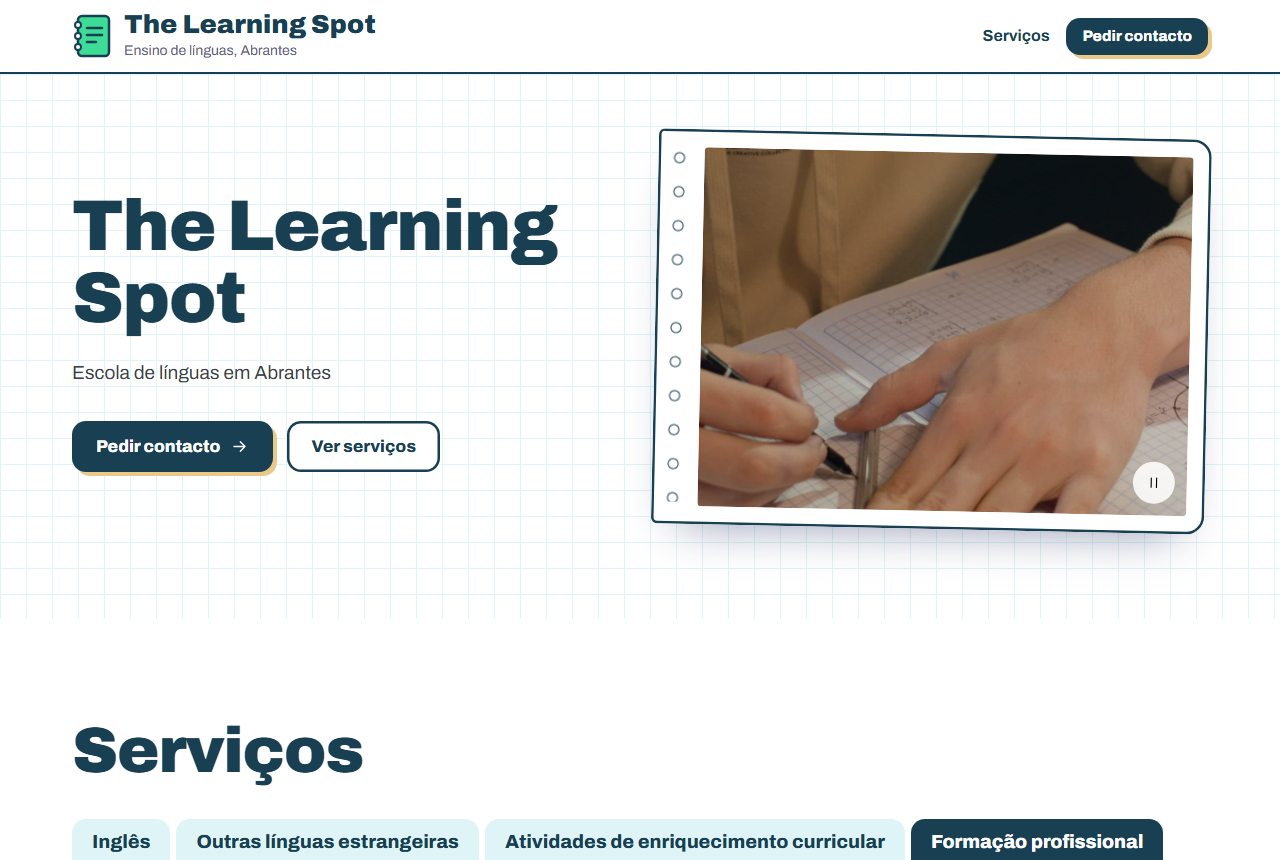 The Learning Spot
Ensino de línguas, Abrantes
Serviços
Pedir contacto
The Learning
Spot
Escola de línguas em Abrantes
Pedir contacto →
Ver serviços
Serviços
Inglês
Outras línguas estrangeiras
Atividades de enriquecimento curricular
Formação profissional